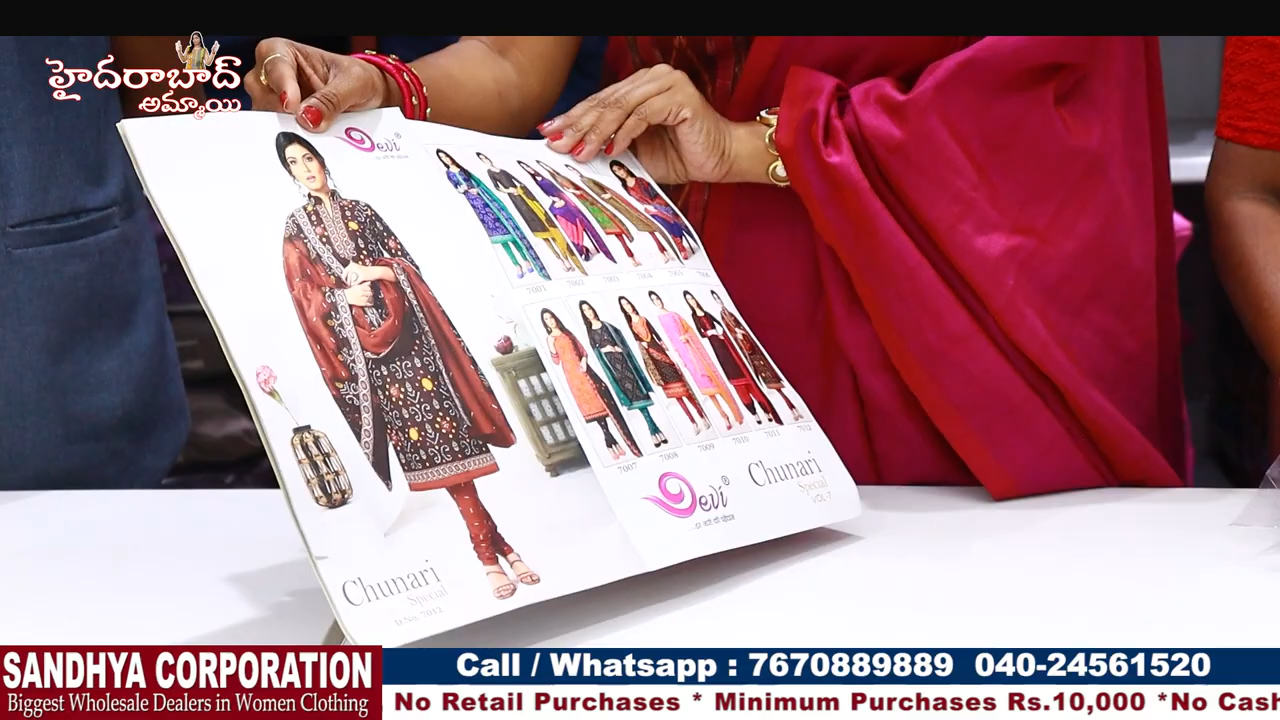 హైదరాబాద్
అమ్మాయి
Devi®
Chunari
Special
D.No. 7012
7001 7002 7003 7004 7005 7006
7007 7008 7009 7010 7011 7012
Devi®
Chunari
Special
VOL-7
SANDHYA CORPORATION
Biggest Wholesale Dealers in Women Clothing
Call / Whatsapp : 7670889889 040-24561520
No Retail Purchases * Minimum Purchases Rs.10,000 *No Cash